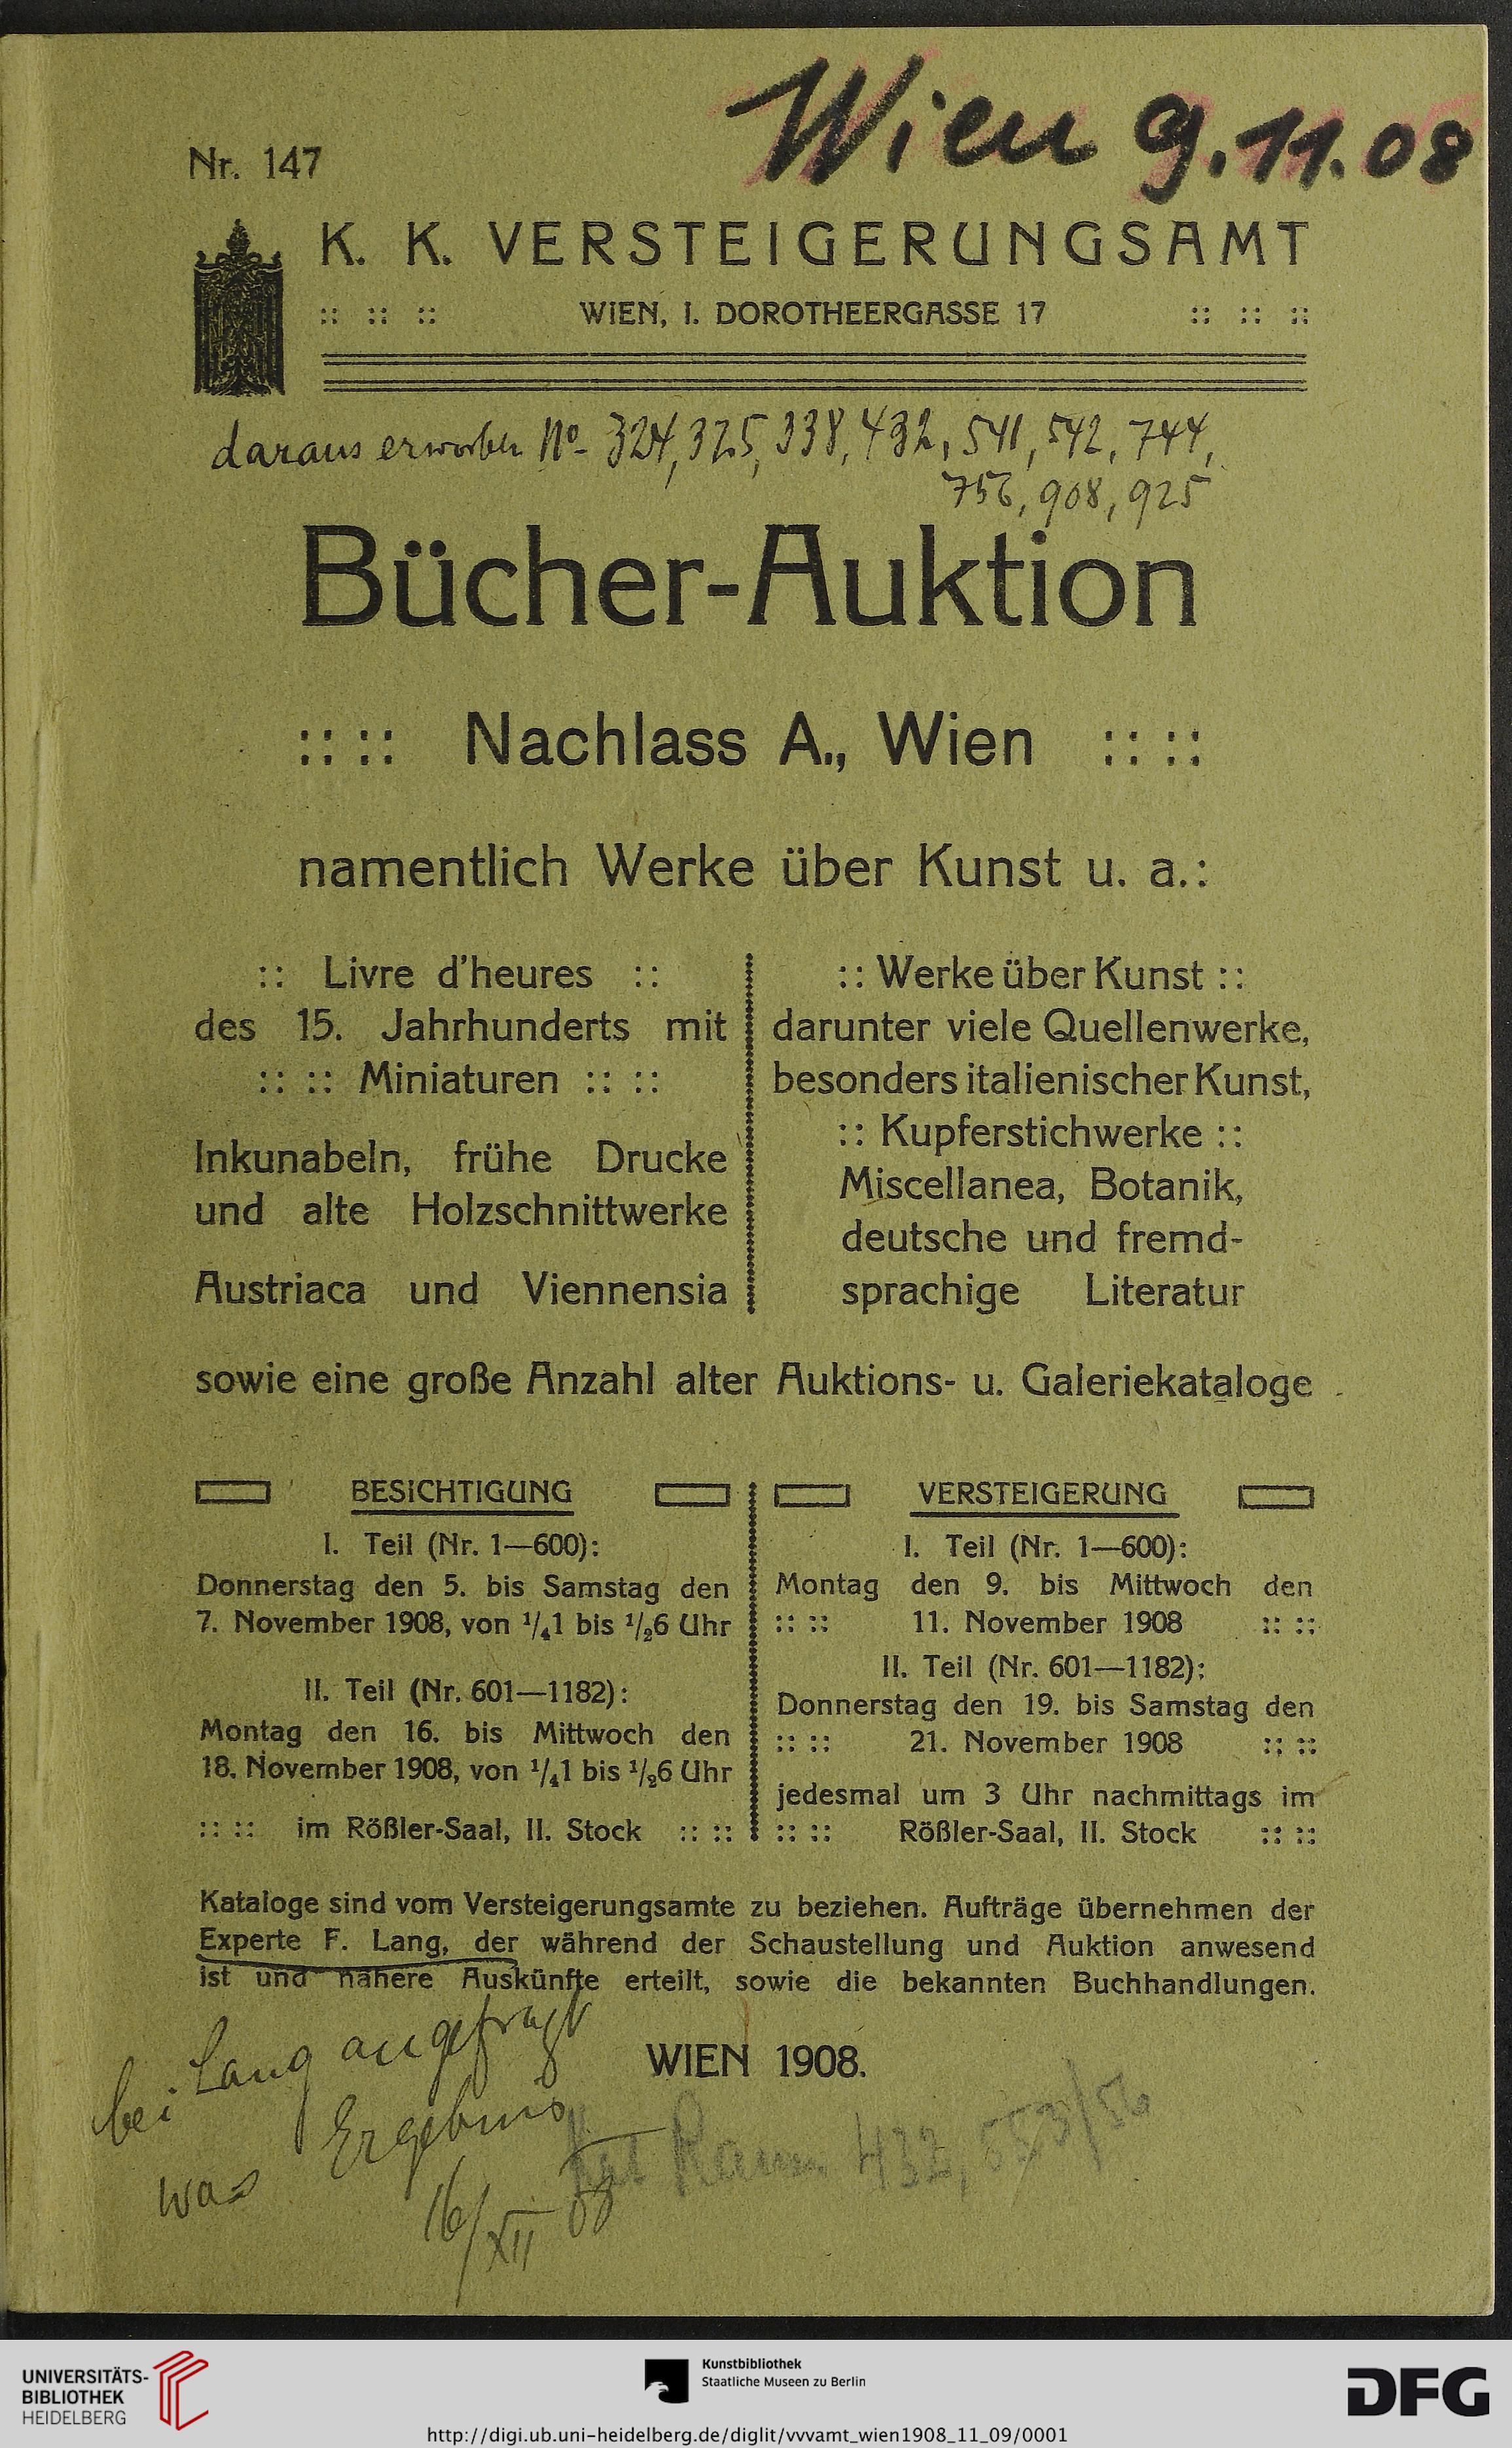 Wien 9.11.08
Nr. 147
K. K. VERSTEIGERUNGSAMT
:: :: :: WIEN, I. DOROTHEERGASSE 17 :: :: ::
daraus erworben No 324, 325, 338, 432, 541, 542, 744,
756, 908, 925
Bücher-Auktion
:: :: Nachlass A., Wien :: ::
namentlich Werke über Kunst u. a.:
:: Livre d'heures ::
des 15. Jahrhunderts mit
:: :: Miniaturen :: ::
Inkunabeln, frühe Drucke
und alte Holzschnittwerke
Austriaca und Viennensia
:: Werke über Kunst ::
darunter viele Quellenwerke,
besonders italienischer Kunst,
:: Kupferstichwerke ::
Miscellanea, Botanik,
deutsche und fremd-
sprachige Literatur
sowie eine große Anzahl alter Auktions- u. Galeriekataloge
BESICHTIGUNG
I. Teil (Nr. 1—600):
Donnerstag den 5. bis Samstag den
7. November 1908, von ¹/₄1 bis ¹/₂6 Uhr
II. Teil (Nr. 601—1182):
Montag den 16. bis Mittwoch den
18. November 1908, von ¹/₄1 bis ¹/₂6 Uhr
:: :: im Rößler-Saal, II. Stock :: ::
VERSTEIGERUNG
I. Teil (Nr. 1—600):
Montag den 9. bis Mittwoch den
:: :: 11. November 1908 :: ::
II. Teil (Nr. 601—1182):
Donnerstag den 19. bis Samstag den
:: :: 21. November 1908 :: ::
jedesmal um 3 Uhr nachmittags im
:: :: Rößler-Saal, II. Stock :: ::
Kataloge sind vom Versteigerungsamte zu beziehen. Aufträge übernehmen der
Experte F. Lang, der während der Schaustellung und Auktion anwesend
ist und nähere Auskünfte erteilt, sowie die bekannten Buchhandlungen.
WIEN 1908.
bei Lang angefragt
was Ergebnis
16/XII 08
432,
UNIVERSITÄTS-
BIBLIOTHEK
HEIDELBERG
Kunstbibliothek
Staatliche Museen zu Berlin
DFG
http://digi.ub.uni-heidelberg.de/diglit/vvvamt_wien1908_11_09/0001